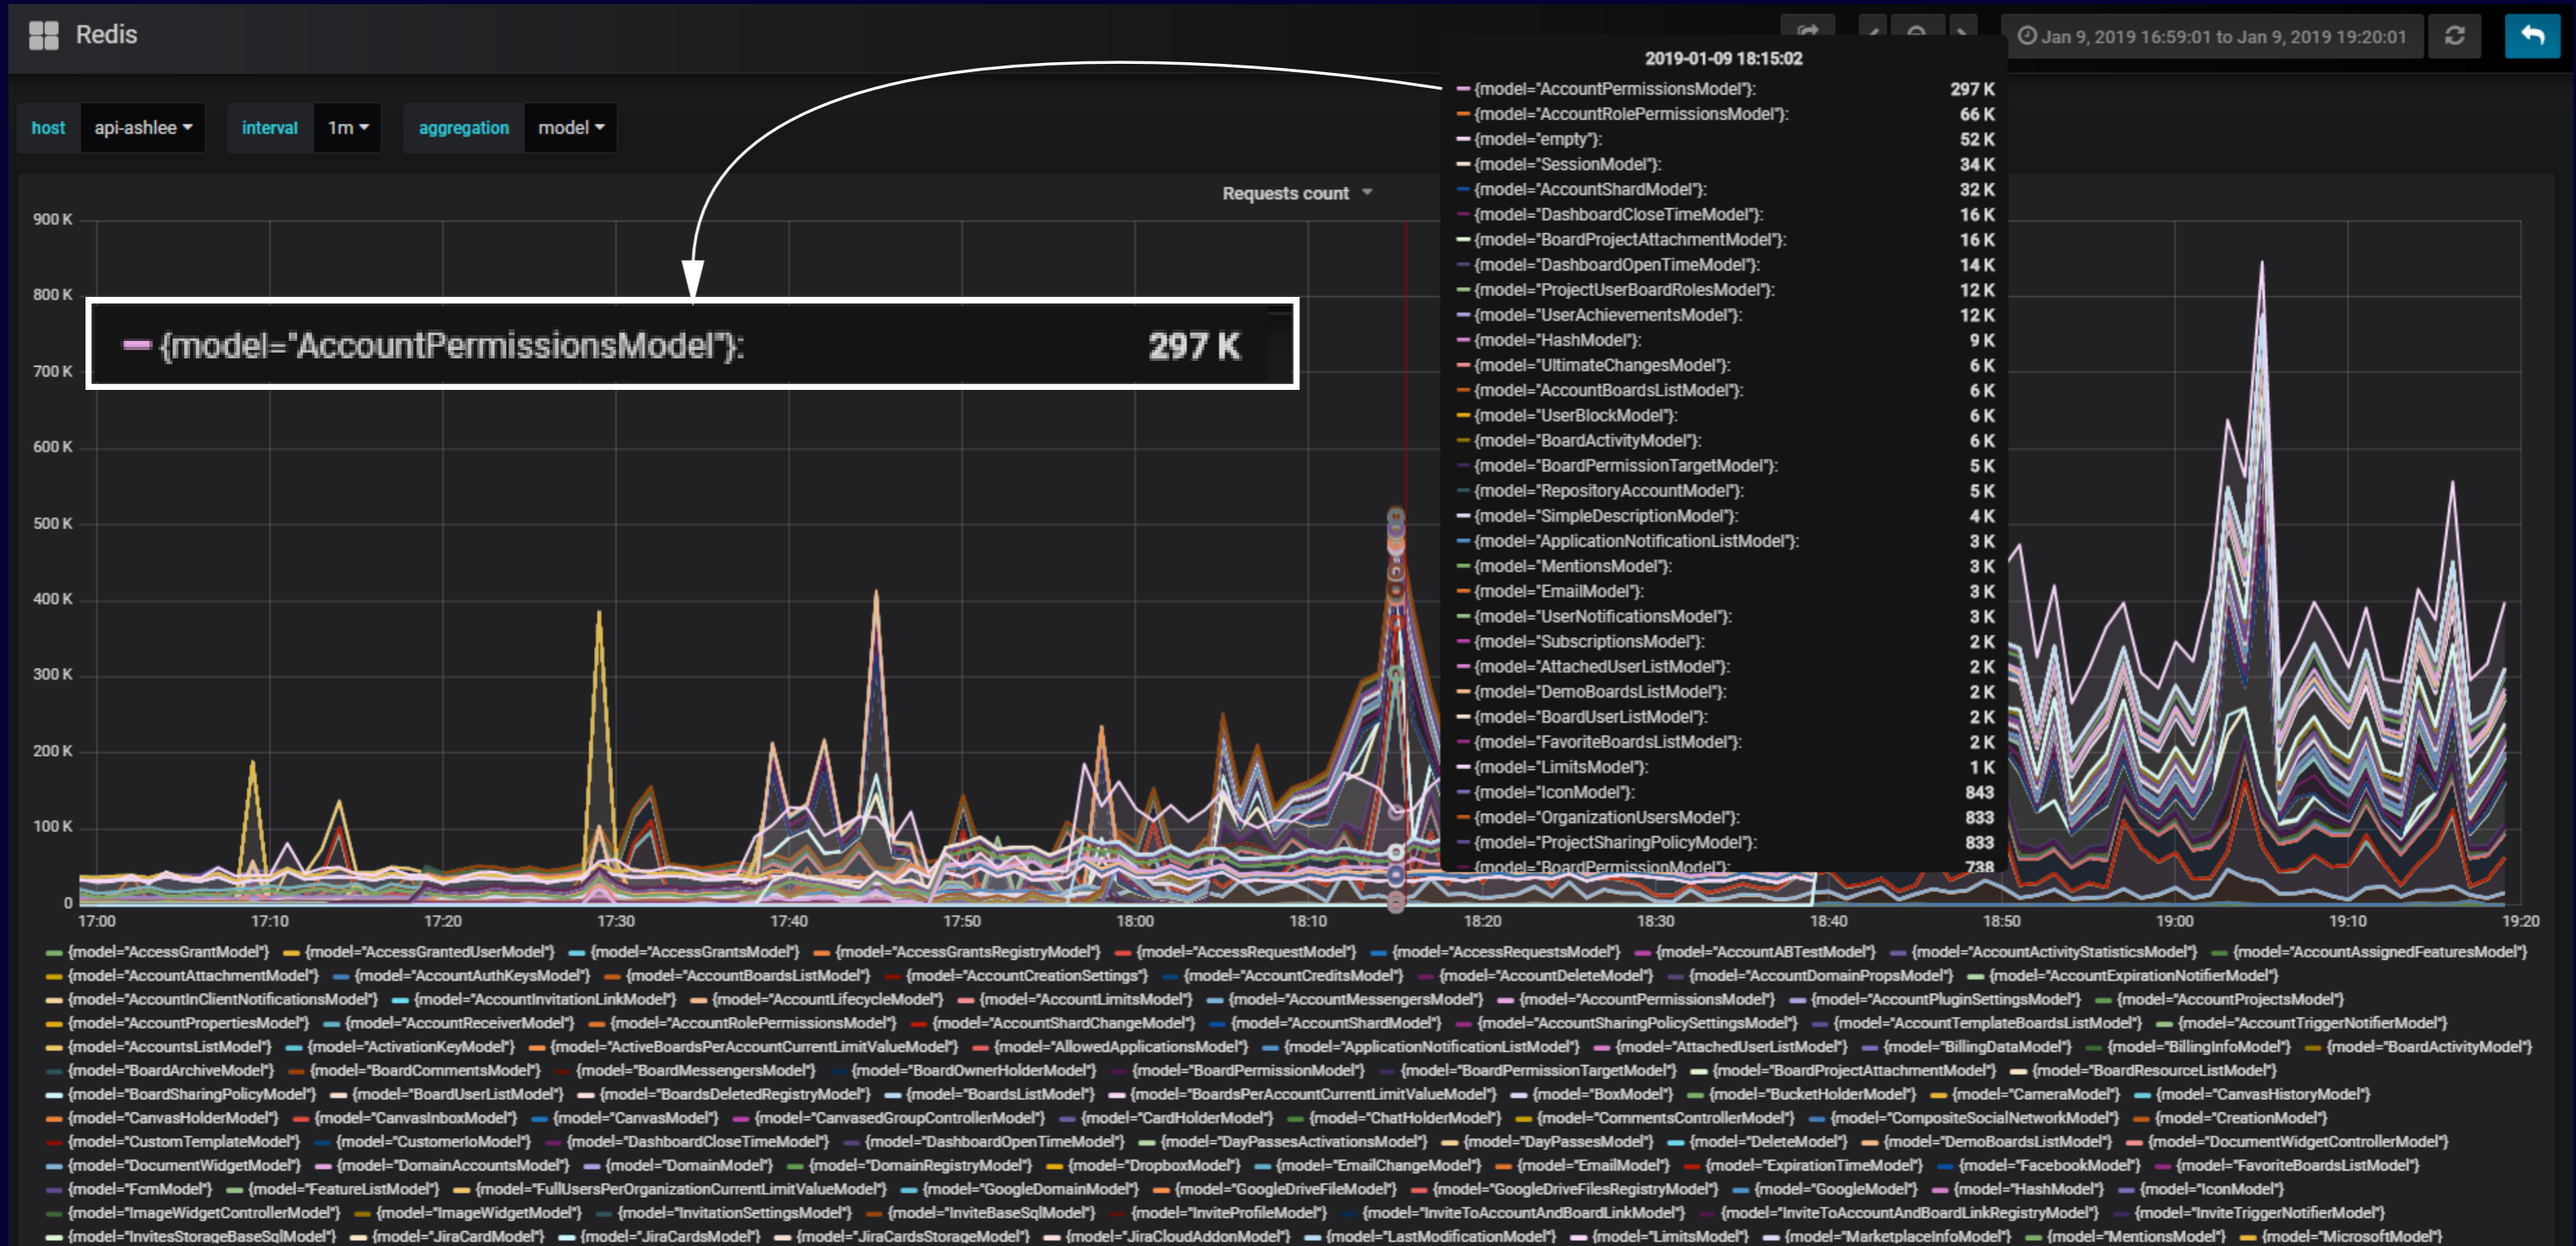 Redis
Jan 9, 2019 16:59:01 to Jan 9, 2019 19:20:01
host api-ashlee interval 1m aggregation model
Requests count
2019-01-09 18:15:02
{model="AccountPermissionsModel"}: 297 K
{model="AccountRolePermissionsModel"}: 66 K
{model="empty"}: 52 K
{model="SessionModel"}: 34 K
{model="AccountShardModel"}: 32 K
{model="DashboardCloseTimeModel"}: 16 K
{model="BoardProjectAttachmentModel"}: 16 K
{model="DashboardOpenTimeModel"}: 14 K
{model="ProjectUserBoardRolesModel"}: 12 K
{model="UserAchievementsModel"}: 12 K
{model="HashModel"}: 9 K
{model="UltimateChangesModel"}: 6 K
{model="AccountBoardsListModel"}: 6 K
{model="UserBlockModel"}: 6 K
{model="BoardActivityModel"}: 6 K
{model="BoardPermissionTargetModel"}: 5 K
{model="RepositoryAccountModel"}: 5 K
{model="SimpleDescriptionModel"}: 4 K
{model="ApplicationNotificationListModel"}: 3 K
{model="MentionsModel"}: 3 K
{model="EmailModel"}: 3 K
{model="UserNotificationsModel"}: 3 K
{model="SubscriptionsModel"}: 2 K
{model="AttachedUserListModel"}: 2 K
{model="DemoBoardsListModel"}: 2 K
{model="BoardUserListModel"}: 2 K
{model="FavoriteBoardsListModel"}: 2 K
{model="LimitsModel"}: 1 K
{model="IconModel"}: 843
{model="OrganizationUsersModel"}: 833
{model="ProjectSharingPolicyModel"}: 833
{model="BoardPermissionModel"}: 738
{model="AccountPermissionsModel"}: 297 K
900 K
800 K
700 K
600 K
500 K
400 K
300 K
200 K
100 K
0
17:00 17:10 17:20 17:30 17:40 17:50 18:00 18:10 18:20 18:30 18:40 18:50 19:00 19:10 19:20
{model="AccessGrantModel"} {model="AccessGrantedUserModel"} {model="AccessGrantsModel"} {model="AccessGrantsRegistryModel"} {model="AccessRequestModel"} {model="AccessRequestsModel"} {model="AccountABTestModel"} {model="AccountActivityStatisticsModel"} {model="AccountAssignedFeaturesModel"}
{model="AccountAttachmentModel"} {model="AccountAuthKeysModel"} {model="AccountBoardsListModel"} {model="AccountCreationSettings"} {model="AccountCreditsModel"} {model="AccountDeleteModel"} {model="AccountDomainPropsModel"} {model="AccountExpirationNotifierModel"}
{model="AccountInClientNotificationsModel"} {model="AccountInvitationLinkModel"} {model="AccountLifecycleModel"} {model="AccountLimitsModel"} {model="AccountMessengersModel"} {model="AccountPermissionsModel"} {model="AccountPluginSettingsModel"} {model="AccountProjectsModel"}
{model="AccountPropertiesModel"} {model="AccountReceiverModel"} {model="AccountRolePermissionsModel"} {model="AccountShardChangeModel"} {model="AccountShardModel"} {model="AccountSharingPolicySettingsModel"} {model="AccountTemplateBoardsListModel"} {model="AccountTriggerNotifierModel"}
{model="AccountsListModel"} {model="ActivationKeyModel"} {model="ActiveBoardsPerAccountCurrentLimitValueModel"} {model="AllowedApplicationsModel"} {model="ApplicationNotificationListModel"} {model="AttachedUserListModel"} {model="BillingDataModel"} {model="BillingInfoModel"} {model="BoardActivityModel"}
{model="BoardArchiveModel"} {model="BoardCommentsModel"} {model="BoardMessengersModel"} {model="BoardOwnerHolderModel"} {model="BoardPermissionModel"} {model="BoardPermissionTargetModel"} {model="BoardProjectAttachmentModel"} {model="BoardResourceListModel"}
{model="BoardSharingPolicyModel"} {model="BoardUserListModel"} {model="BoardsDeletedRegistryModel"} {model="BoardsListModel"} {model="BoardsPerAccountCurrentLimitValueModel"} {model="BoxModel"} {model="BucketHolderModel"} {model="CameraModel"} {model="CanvasHistoryModel"}
{model="CanvasHolderModel"} {model="CanvasInboxModel"} {model="CanvasModel"} {model="CanvasedGroupControllerModel"} {model="CardHolderModel"} {model="ChatHolderModel"} {model="CommentsControllerModel"} {model="CompositeSocialNetworkModel"} {model="CreationModel"}
{model="CustomTemplateModel"} {model="CustomerIoModel"} {model="DashboardCloseTimeModel"} {model="DashboardOpenTimeModel"} {model="DayPassesActivationsModel"} {model="DayPassesModel"} {model="DeleteModel"} {model="DemoBoardsListModel"} {model="DocumentWidgetControllerModel"}
{model="DocumentWidgetModel"} {model="DomainAccountsModel"} {model="DomainModel"} {model="DomainRegistryModel"} {model="DropboxModel"} {model="EmailChangeModel"} {model="EmailModel"} {model="ExpirationTimeModel"} {model="FacebookModel"} {model="FavoriteBoardsListModel"}
{model="FcmModel"} {model="FeatureListModel"} {model="FullUsersPerOrganizationCurrentLimitValueModel"} {model="GoogleDomainModel"} {model="GoogleDriveFileModel"} {model="GoogleDriveFilesRegistryModel"} {model="GoogleModel"} {model="HashModel"} {model="IconModel"}
{model="ImageWidgetControllerModel"} {model="ImageWidgetModel"} {model="InvitationSettingsModel"} {model="InviteBaseSqlModel"} {model="InviteProfileModel"} {model="InviteToAccountAndBoardLinkModel"} {model="InviteToAccountAndBoardLinkRegistryModel"} {model="InviteTriggerNotifierModel"}
{model="InvitesStorageBaseSqlModel"} {model="JiraCardModel"} {model="JiraCardsModel"} {model="JiraCardsStorageModel"} {model="JiraCloudAddonModel"} {model="LastModificationModel"} {model="LimitsModel"} {model="MarketplaceInfoModel"} {model="MentionsModel"} {model="MicrosoftModel"}